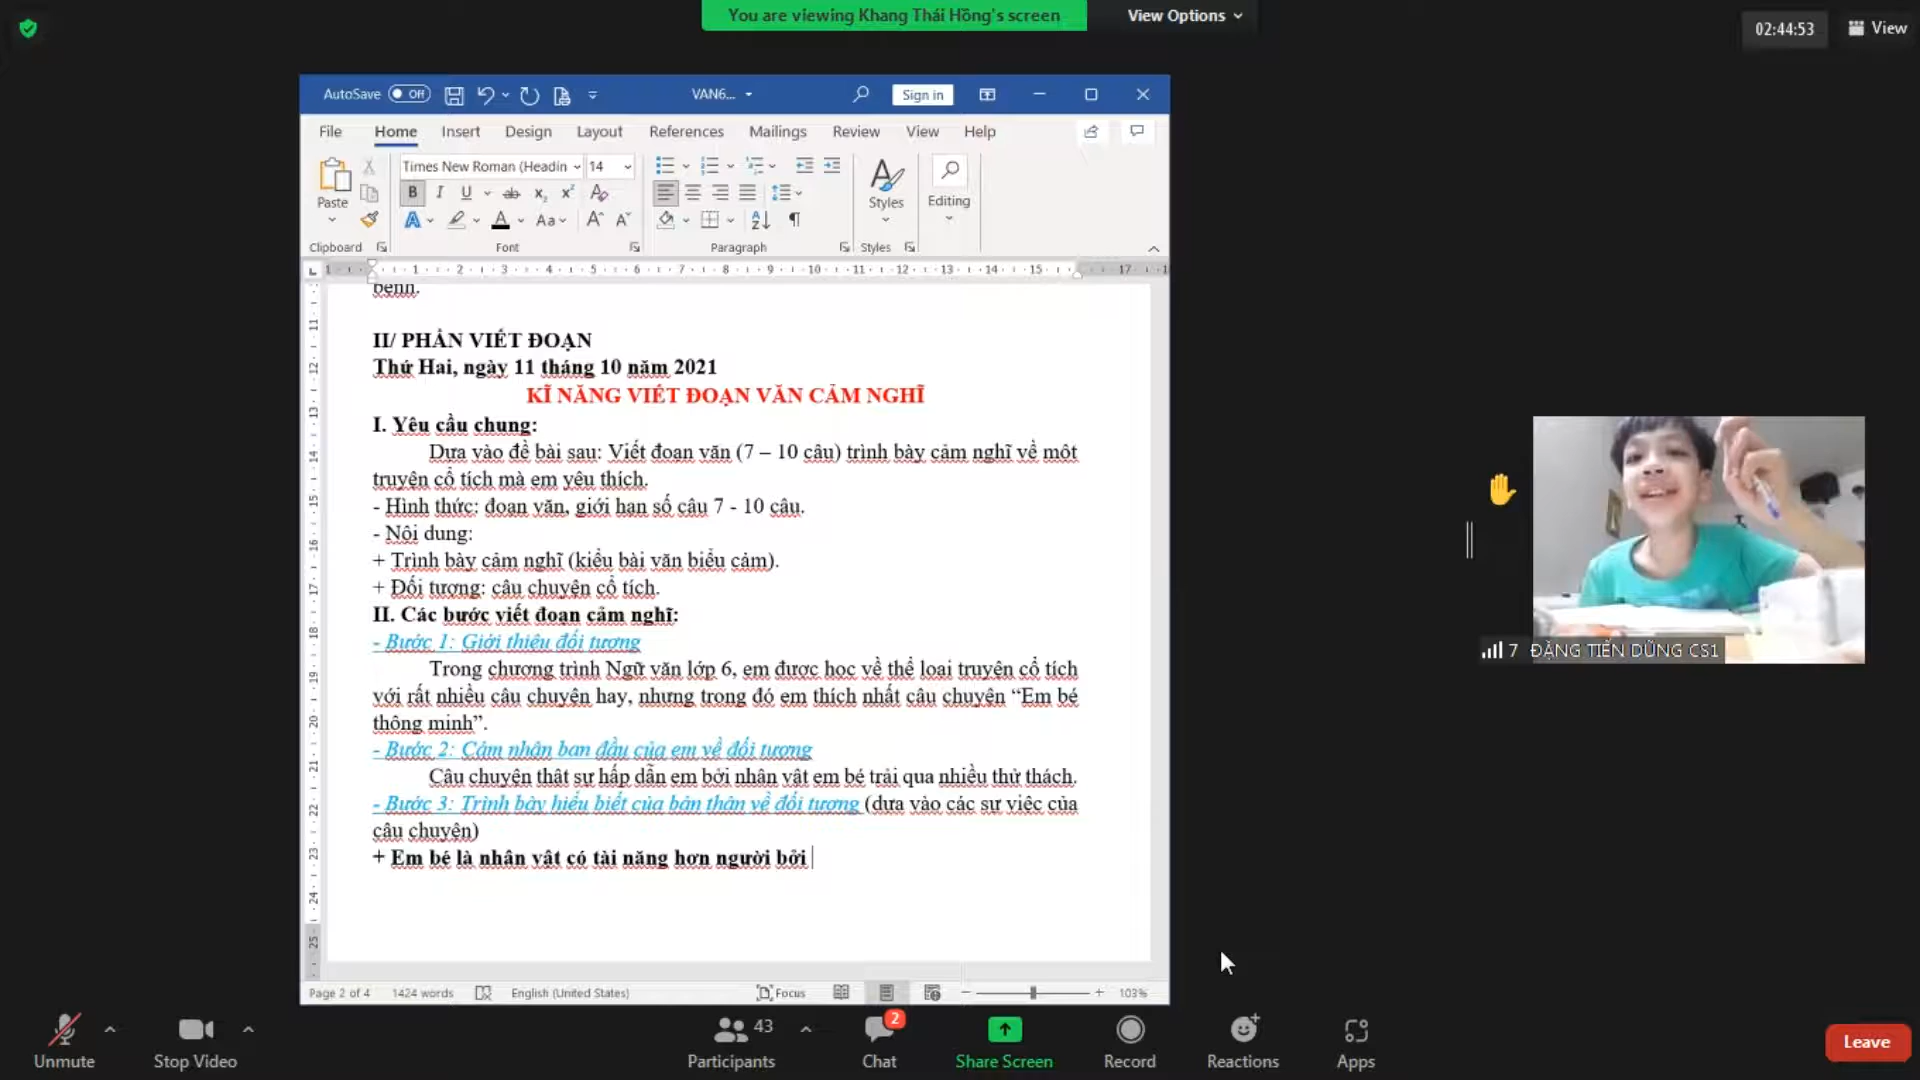 You are viewing Khang Thái Hồng's screen
View Options
02:44:53
View
AutoSave Off
VAN6...
Sign in
File Home Insert Design Layout References Mailings Review View Help
Times New Roman (Headin 14
Paste
Styles
Editing
Clipboard Font Paragraph Styles
bệnh.
II/ PHẦN VIẾT ĐOẠN
Thứ Hai, ngày 11 tháng 10 năm 2021
KĨ NĂNG VIẾT ĐOẠN VĂN CẢM NGHĨ
I. Yêu cầu chung:
Dựa vào đề bài sau: Viết đoạn văn (7 – 10 câu) trình bày cảm nghĩ về một
truyện cổ tích mà em yêu thích.
- Hình thức: đoạn văn, giới hạn số câu 7 - 10 câu.
- Nội dung:
+ Trình bày cảm nghĩ (kiểu bài văn biểu cảm).
+ Đối tượng: câu chuyện cổ tích.
II. Các bước viết đoạn cảm nghĩ:
- Bước 1: Giới thiệu đối tượng
Trong chương trình Ngữ văn lớp 6, em được học về thể loại truyện cổ tích
với rất nhiều câu chuyện hay, nhưng trong đó em thích nhất câu chuyện “Em bé
thông minh”.
- Bước 2: Cảm nhận ban đầu của em về đối tượng
Câu chuyện thật sự hấp dẫn em bởi nhân vật em bé trải qua nhiều thử thách.
- Bước 3: Trình bày hiểu biết của bản thân về đối tượng (dựa vào các sự việc của
câu chuyện)
+ Em bé là nhân vật có tài năng hơn người bởi
7 ĐẶNG TIẾN DŨNG CS1
Page 2 of 4 1424 words English (United States) Focus 103%
Unmute
Stop Video
43
Participants
2
Chat
Share Screen
Record
Reactions
Apps
Leave